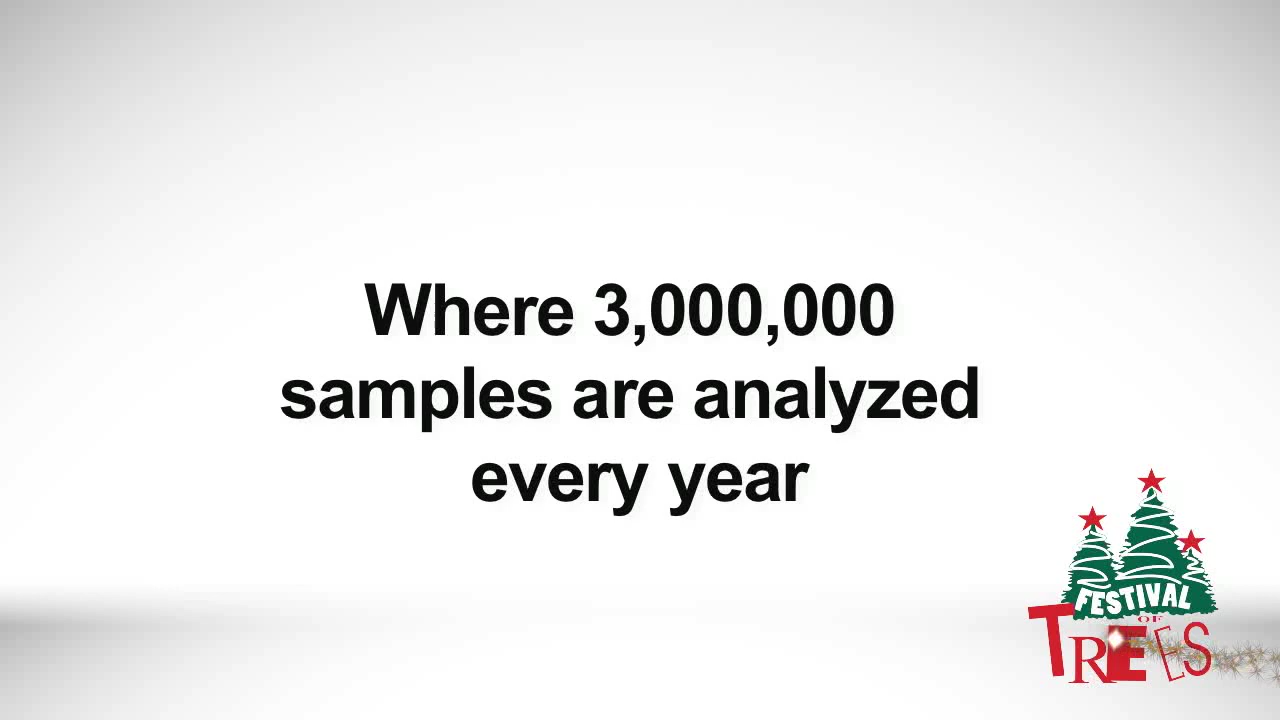 Where 3,000,000
samples are analyzed
every year
FESTIVAL
OF
TREES